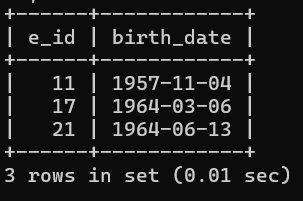 +------+------------+
| e_id | birth_date |
+------+------------+
|   11 | 1957-11-04 |
|   17 | 1964-03-06 |
|   21 | 1964-06-13 |
+------+------------+
3 rows in set (0.01 sec)